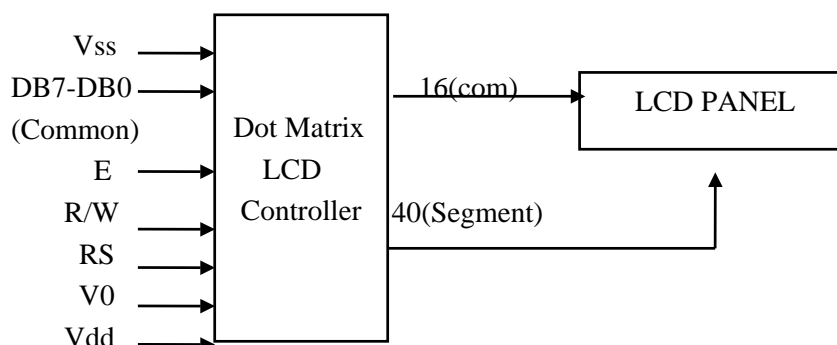 Vss
DB7-DB0
(Common)
E
R/W
RS
V0
Vdd
Dot Matrix
LCD
Controller
16(com)
40(Segment)
LCD PANEL